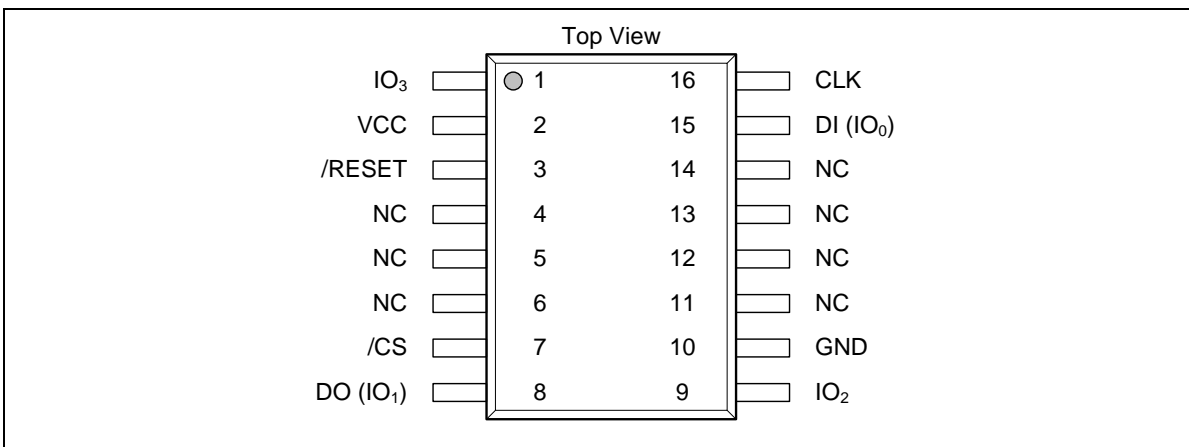 Top View
IO₃ 1 16 CLK
VCC 2 15 DI (IO₀)
/RESET 3 14 NC
NC 4 13 NC
NC 5 12 NC
NC 6 11 NC
/CS 7 10 GND
DO (IO₁) 8 9 IO₂